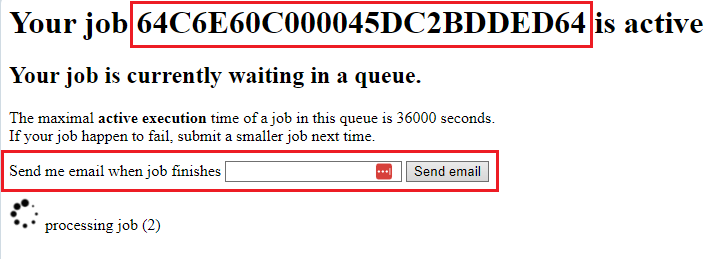 Your job 64C6E60C000045DC2BDDED64 is active
Your job is currently waiting in a queue.
The maximal active execution time of a job in this queue is 36000 seconds.
If your job happen to fail, submit a smaller job next time.
Send me email when job finishes Send email
processing job (2)